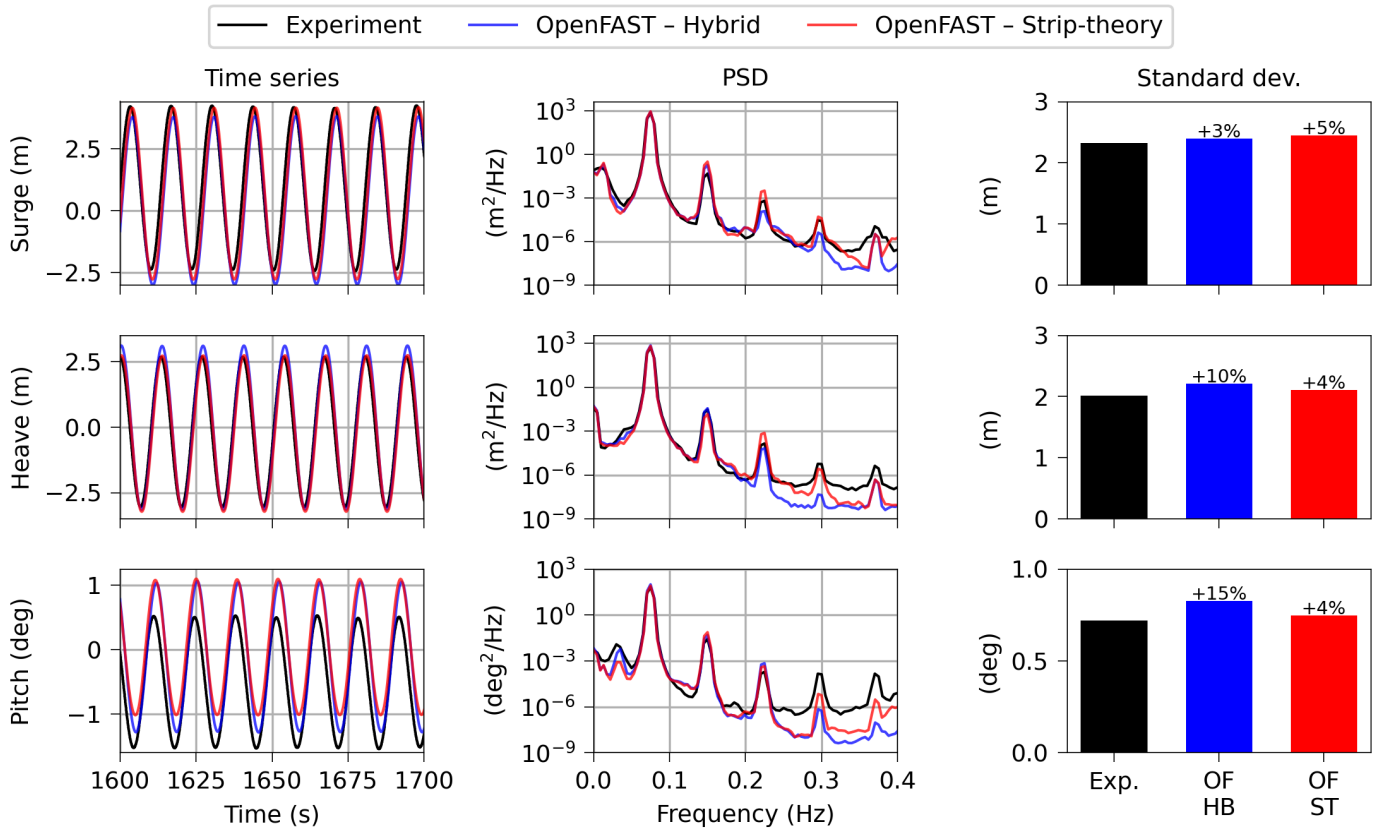 Experiment OpenFAST – Hybrid OpenFAST – Strip-theory
Time series PSD Standard dev.
Surge (m)
2.5
0.0
−2.5
(m²/Hz)
10³
10⁰
10⁻³
10⁻⁶
10⁻⁹
(m)
3
2
1
0
+3%
+5%
Heave (m)
2.5
0.0
−2.5
(m²/Hz)
10³
10⁰
10⁻³
10⁻⁶
10⁻⁹
(m)
3
2
1
0
+10%
+4%
Pitch (deg)
1
0
−1
1600 1625 1650 1675 1700
Time (s)
(deg²/Hz)
10³
10⁰
10⁻³
10⁻⁶
10⁻⁹
0.0 0.1 0.2 0.3 0.4
Frequency (Hz)
(deg)
1.0
0.5
0.0
+15%
+4%
Exp. OF OF
HB ST